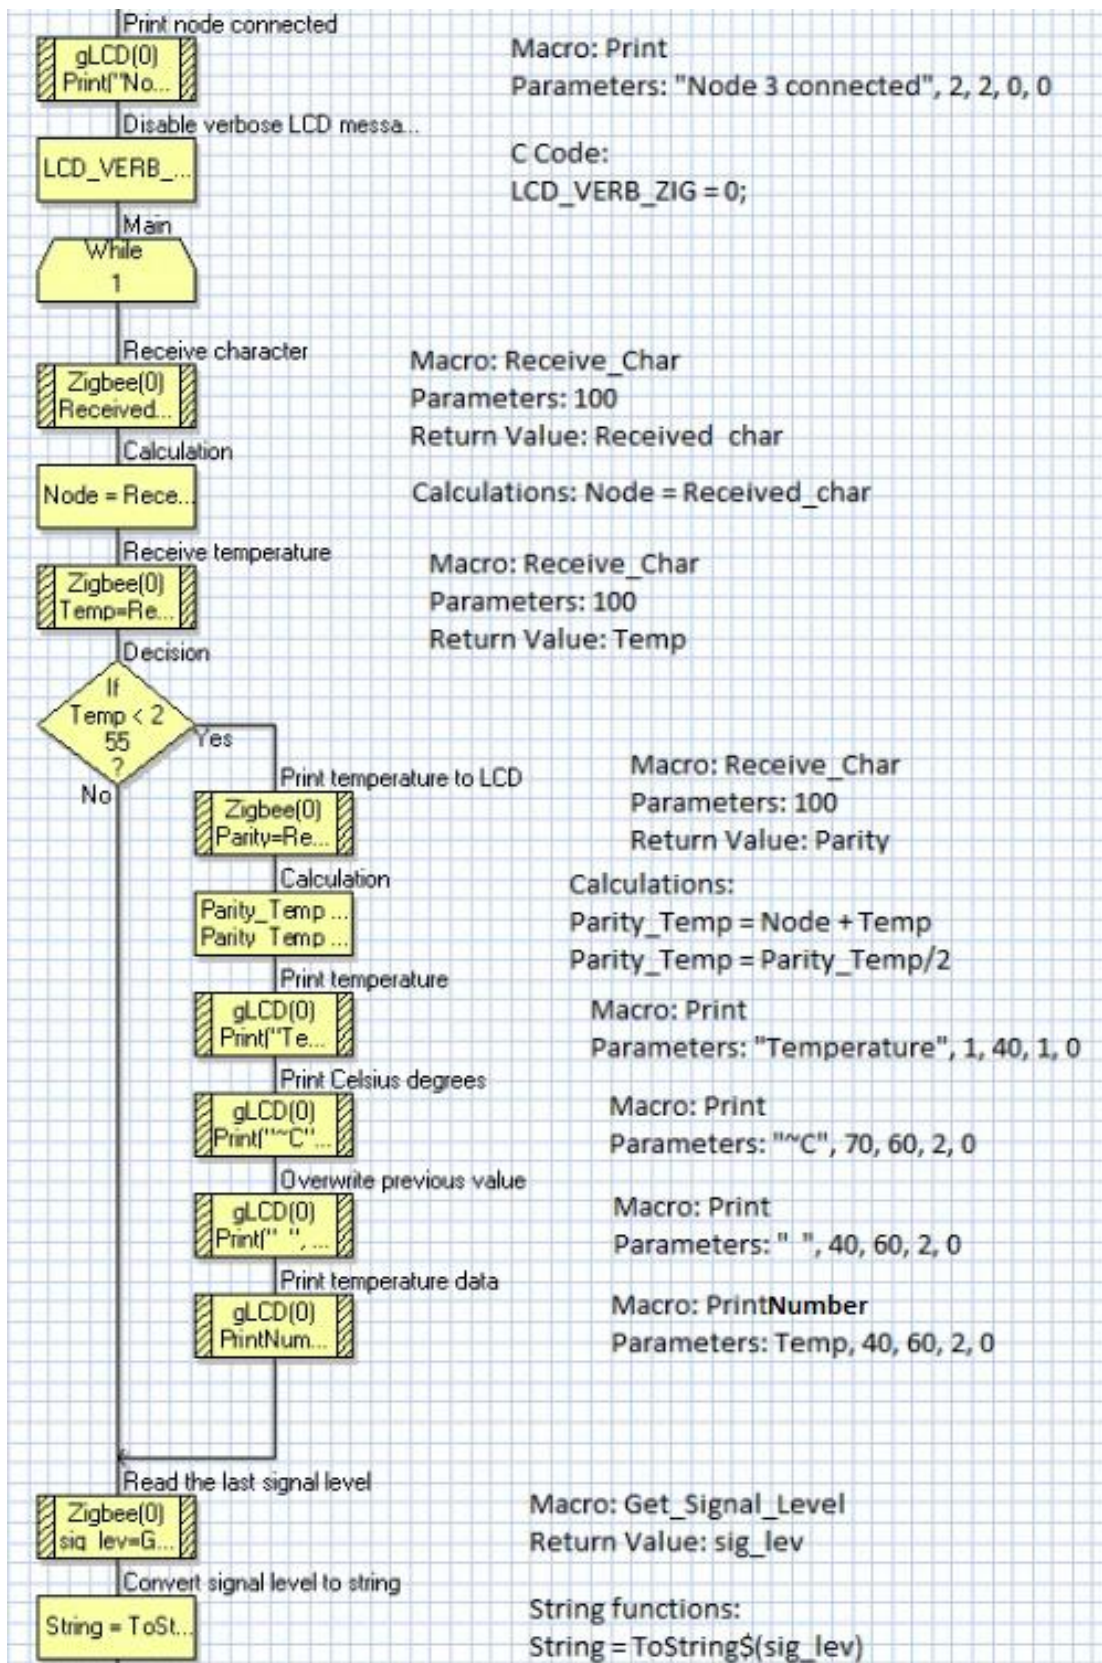 Print node connected
gLCD(0)
Print("No...
Macro: Print
Parameters: "Node 3 connected", 2, 2, 0, 0
Disable verbose LCD messa...
LCD_VERB_...
C Code:
LCD_VERB_ZIG = 0;
Main
While
1
Receive character
Zigbee(0)
Received...
Macro: Receive_Char
Parameters: 100
Return Value: Received char
Calculation
Node = Rece...
Calculations: Node = Received_char
Receive temperature
Zigbee(0)
Temp=Re...
Macro: Receive_Char
Parameters: 100
Return Value: Temp
Decision
If
Temp < 2
55
?
Yes
No
Print temperature to LCD
Zigbee(0)
Parity=Re...
Macro: Receive_Char
Parameters: 100
Return Value: Parity
Calculation
Parity_Temp ...
Parity_Temp ...
Calculations:
Parity_Temp = Node + Temp
Parity_Temp = Parity_Temp/2
Print temperature
gLCD(0)
Print("Te...
Macro: Print
Parameters: "Temperature", 1, 40, 1, 0
Print Celsius degrees
gLCD(0)
Print("~C"...
Macro: Print
Parameters: "~C", 70, 60, 2, 0
Overwrite previous value
gLCD(0)
Print("  ", ...
Macro: Print
Parameters: "  ", 40, 60, 2, 0
Print temperature data
gLCD(0)
PrintNum...
Macro: PrintNumber
Parameters: Temp, 40, 60, 2, 0
Read the last signal level
Zigbee(0)
sig_lev=G...
Macro: Get_Signal_Level
Return Value: sig_lev
Convert signal level to string
String = ToSt...
String functions:
String = ToString$(sig_lev)